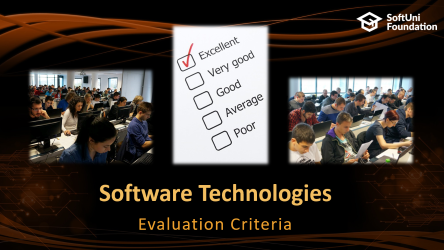 SoftUni
Foundation
Excellent
Very good
Good
Average
Poor
Software Technologies
Evaluation Criteria